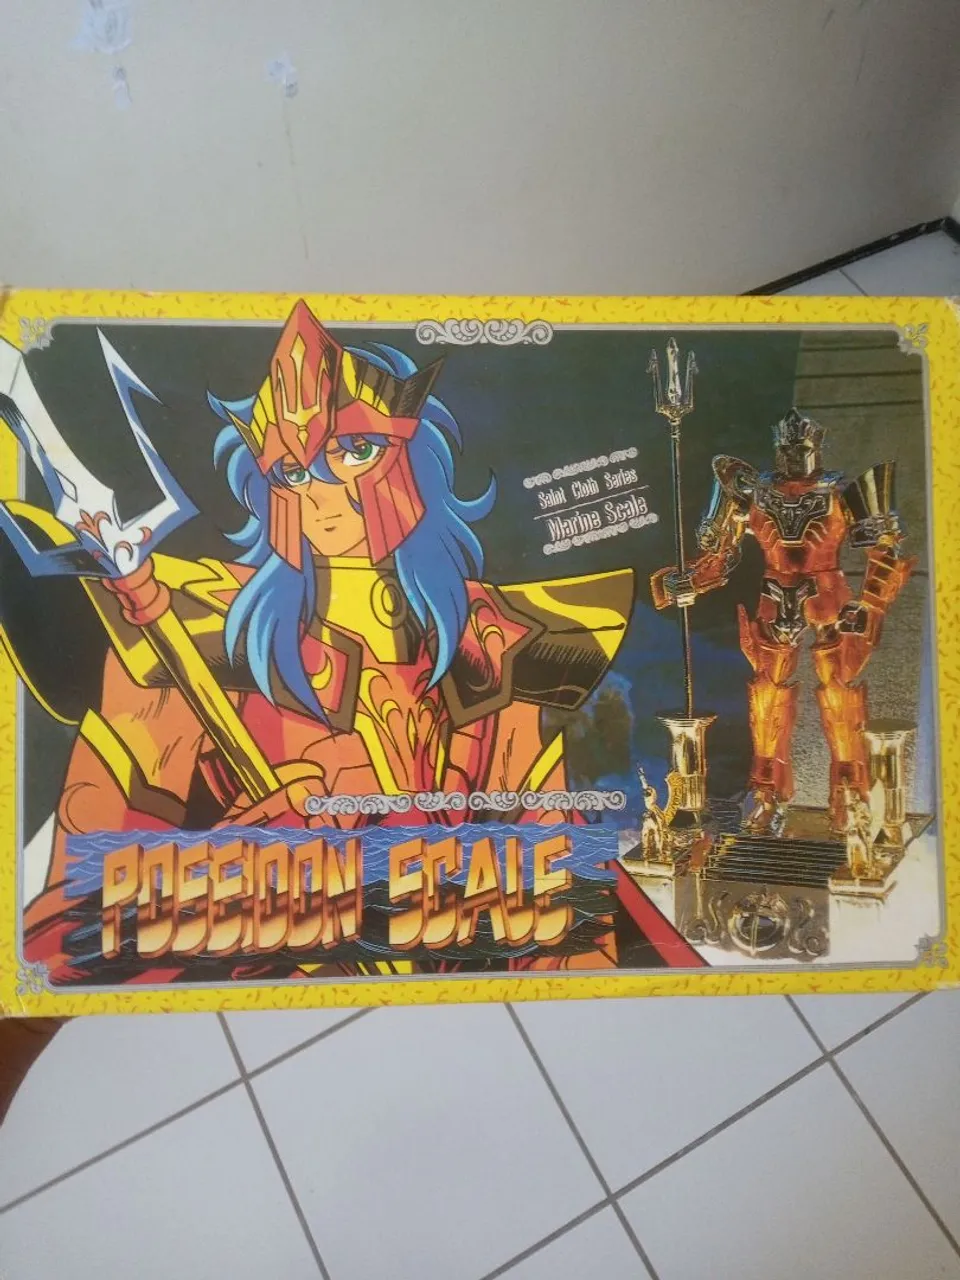 Saint Cloth Series
Marine Scale
POSEIDON SCALE